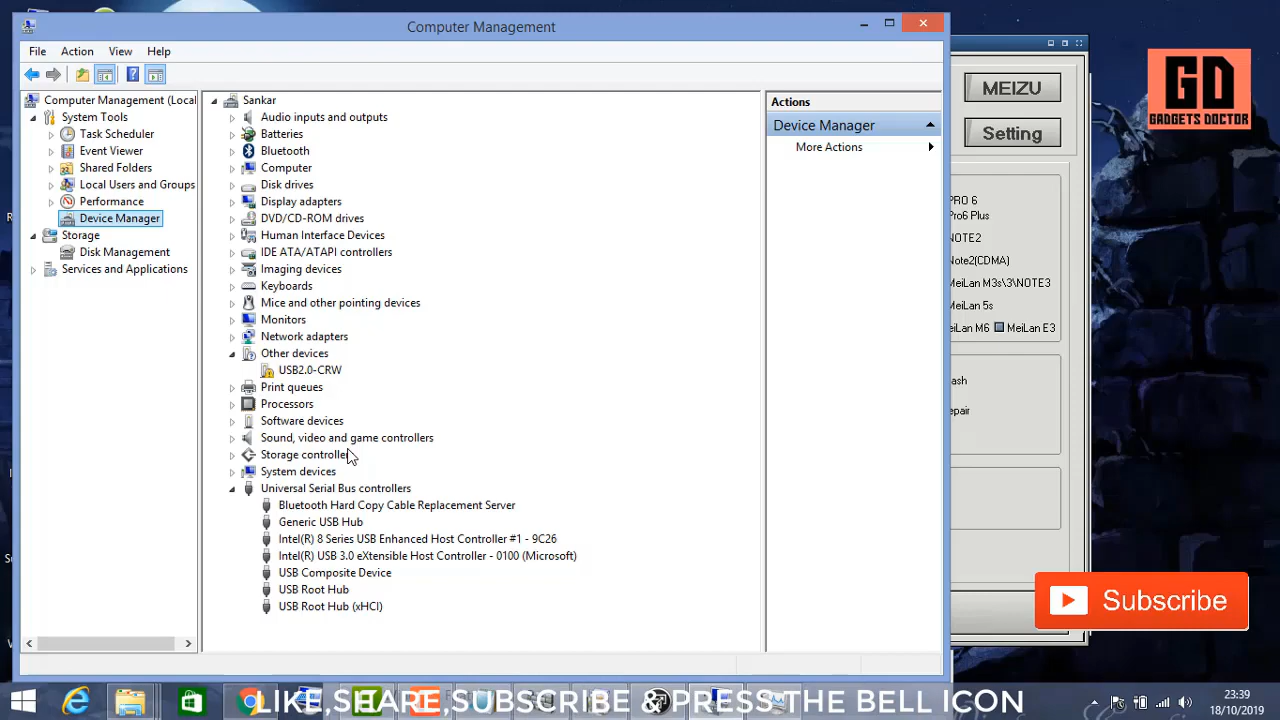 Computer Management
File Action View Help
Computer Management (Local
System Tools
Task Scheduler
Event Viewer
Shared Folders
Local Users and Groups
Performance
Device Manager
Storage
Disk Management
Services and Applications
Sankar
Audio inputs and outputs
Batteries
Bluetooth
Computer
Disk drives
Display adapters
DVD/CD-ROM drives
Human Interface Devices
IDE ATA/ATAPI controllers
Imaging devices
Keyboards
Mice and other pointing devices
Monitors
Network adapters
Other devices
USB2.0-CRW
Print queues
Processors
Software devices
Sound, video and game controllers
Storage controller
System devices
Universal Serial Bus controllers
Bluetooth Hard Copy Cable Replacement Server
Generic USB Hub
Intel(R) 8 Series USB Enhanced Host Controller #1 - 9C26
Intel(R) USB 3.0 eXtensible Host Controller - 0100 (Microsoft)
USB Composite Device
USB Root Hub
USB Root Hub (xHCI)
Actions
Device Manager
More Actions
MEIZU
Setting
PRO 6
Pro6 Plus
NOTE2
Note2(CDMA)
MeiLan M3s\3\NOTE3
MeiLan 5s
MeiLan M6 MeiLan E3
ash
epair
GD
GADGETS DOCTOR
Subscribe
LIKE,SHARE,SUBSCRIBE & PRESS THE BELL ICON
23:39
18/10/2019